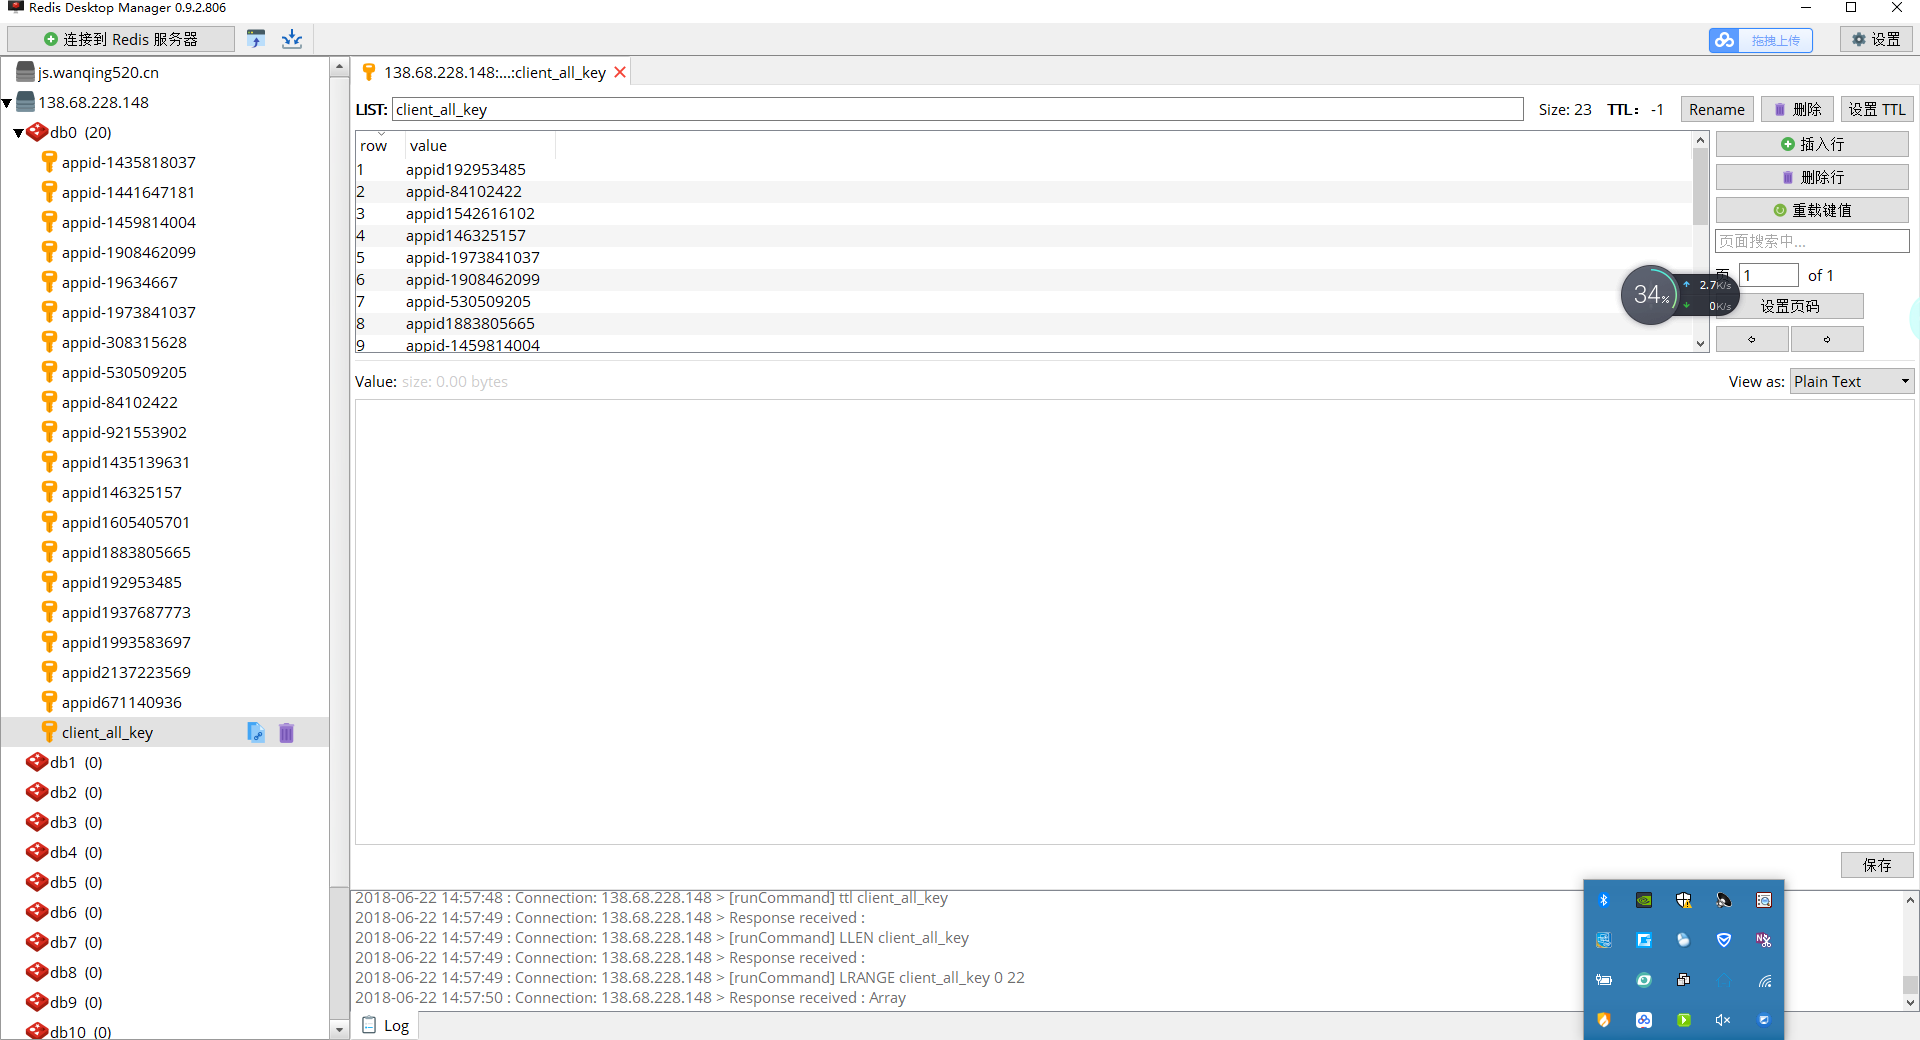 Redis Desktop Manager 0.9.2.806
连接到 Redis 服务器
拖拽上传
设置
js.wanqing520.cn
138.68.228.148
db0 (20)
appid-1435818037
appid-1441647181
appid-1459814004
appid-1908462099
appid-19634667
appid-1973841037
appid-308315628
appid-530509205
appid-84102422
appid-921553902
appid1435139631
appid146325157
appid1605405701
appid1883805665
appid192953485
appid1937687773
appid1993583697
appid2137223569
appid671140936
client_all_key
db1 (0)
db2 (0)
db3 (0)
db4 (0)
db5 (0)
db6 (0)
db7 (0)
db8 (0)
db9 (0)
db10 (0)
138.68.228.148:...:client_all_key
LIST: client_all_key Size: 23 TTL: -1 Rename 删除 设置 TTL
row value
1 appid192953485
2 appid-84102422
3 appid1542616102
4 appid146325157
5 appid-1973841037
6 appid-1908462099
7 appid-530509205
8 appid1883805665
9 appid-1459814004
插入行
删除行
重载键值
页面搜索中...
页 1 of 1
设置页码
34%
2.7K/s
0K/s
Value: size: 0.00 bytes
View as: Plain Text
保存
2018-06-22 14:57:48 : Connection: 138.68.228.148 > [runCommand] ttl client_all_key
2018-06-22 14:57:49 : Connection: 138.68.228.148 > Response received :
2018-06-22 14:57:49 : Connection: 138.68.228.148 > [runCommand] LLEN client_all_key
2018-06-22 14:57:49 : Connection: 138.68.228.148 > Response received :
2018-06-22 14:57:49 : Connection: 138.68.228.148 > [runCommand] LRANGE client_all_key 0 22
2018-06-22 14:57:50 : Connection: 138.68.228.148 > Response received : Array
Log